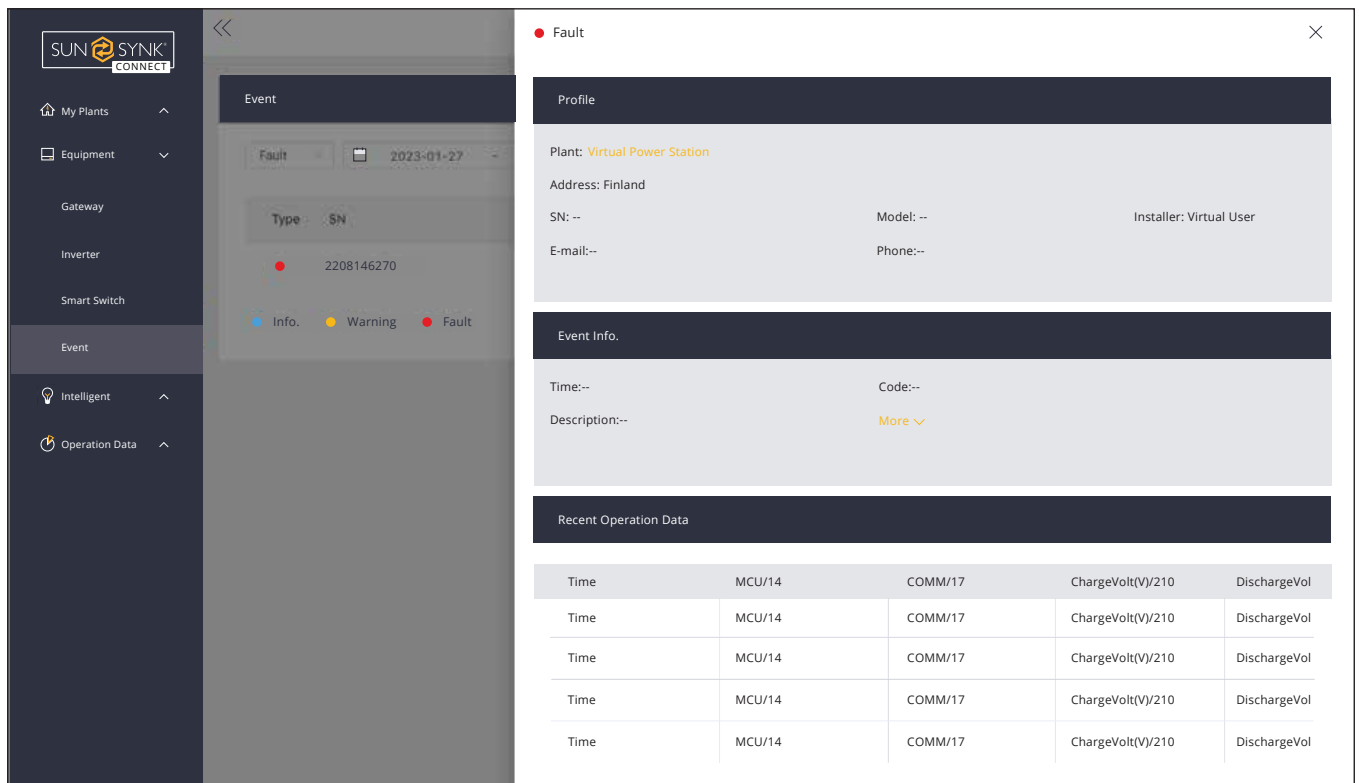 SUN SYNK®
CONNECT
My Plants
Equipment
Gateway
Inverter
Smart Switch
Event
Intelligent
Operation Data
Event
Fault 2023-01-27 -
Type SN
2208146270
Info. Warning Fault
Fault
Profile
Plant: Virtual Power Station
Address: Finland
SN: -- Model: -- Installer: Virtual User
E-mail:-- Phone:--
Event Info.
Time:-- Code:--
Description:-- More
Recent Operation Data
Time MCU/14 COMM/17 ChargeVolt(V)/210 DischargeVol
Time MCU/14 COMM/17 ChargeVolt(V)/210 DischargeVol
Time MCU/14 COMM/17 ChargeVolt(V)/210 DischargeVol
Time MCU/14 COMM/17 ChargeVolt(V)/210 DischargeVol
Time MCU/14 COMM/17 ChargeVolt(V)/210 DischargeVol